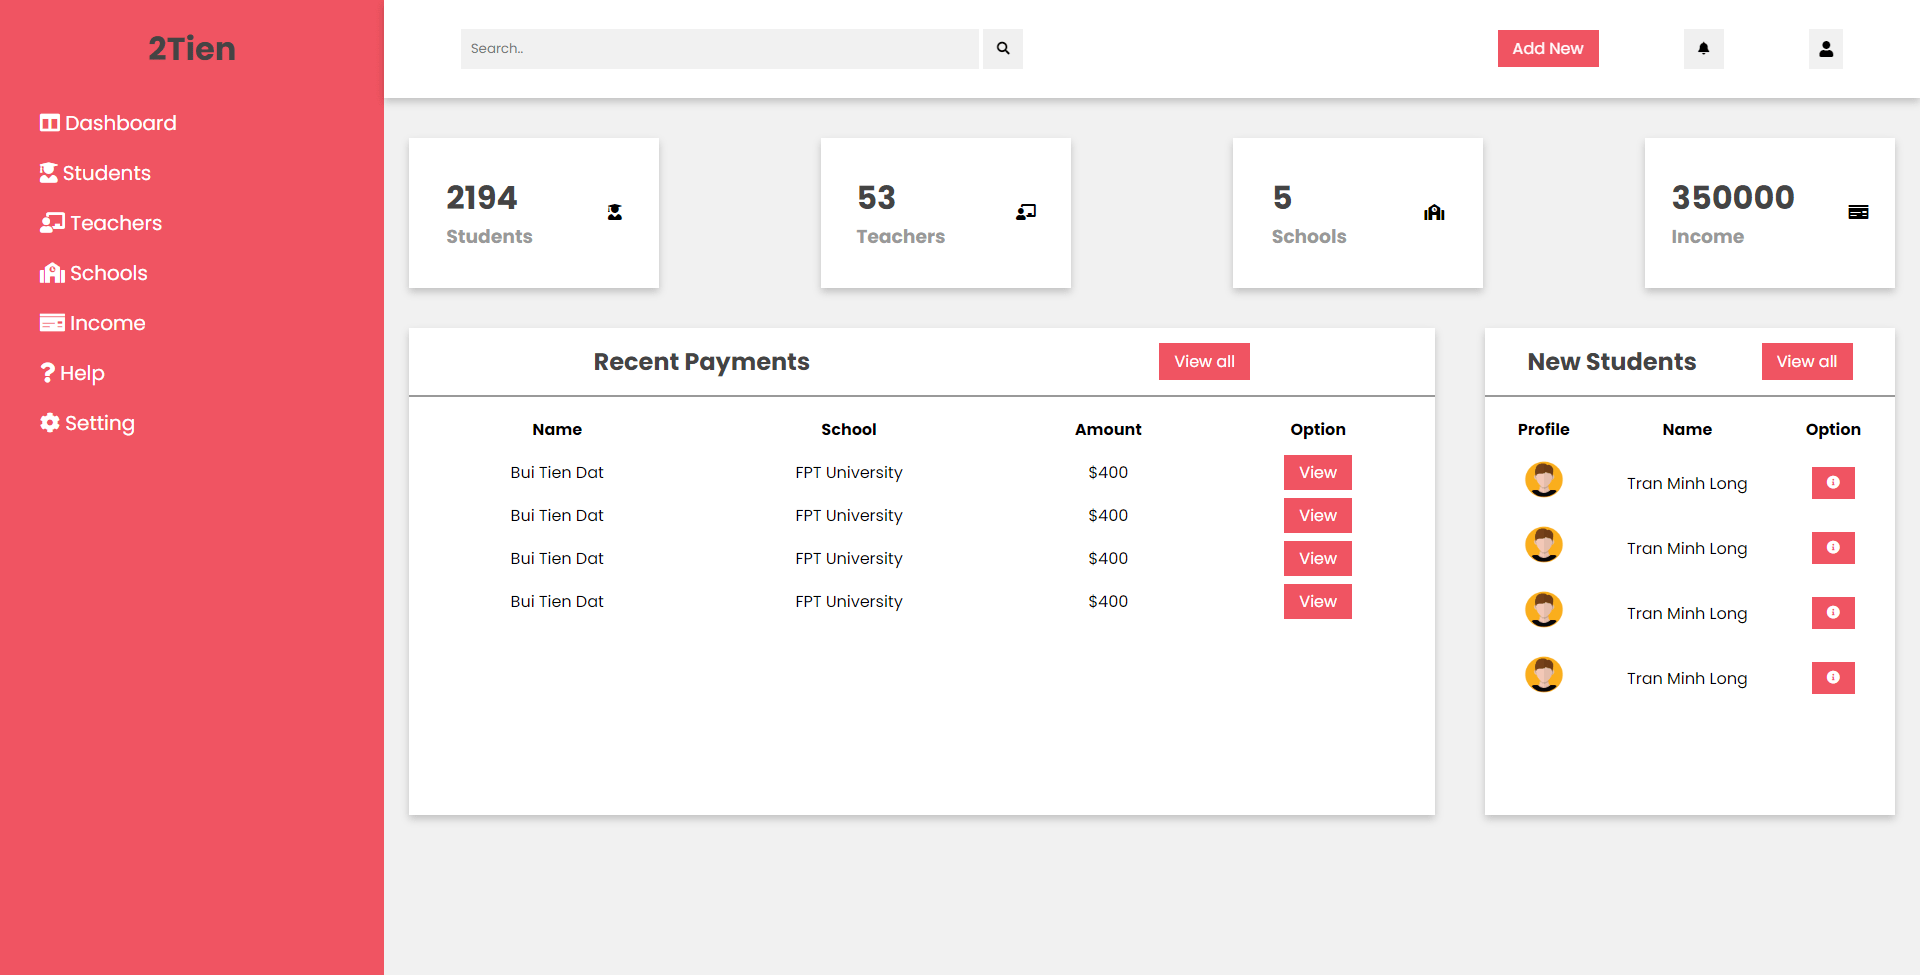 2Tien
Dashboard
Students
Teachers
Schools
Income
Help
Setting
Search..
Add New
2194
Students
53
Teachers
5
Schools
350000
Income
Recent Payments View all
Name School Amount Option
Bui Tien Dat FPT University $400 View
Bui Tien Dat FPT University $400 View
Bui Tien Dat FPT University $400 View
Bui Tien Dat FPT University $400 View
New Students View all
Profile Name Option
Tran Minh Long
Tran Minh Long
Tran Minh Long
Tran Minh Long